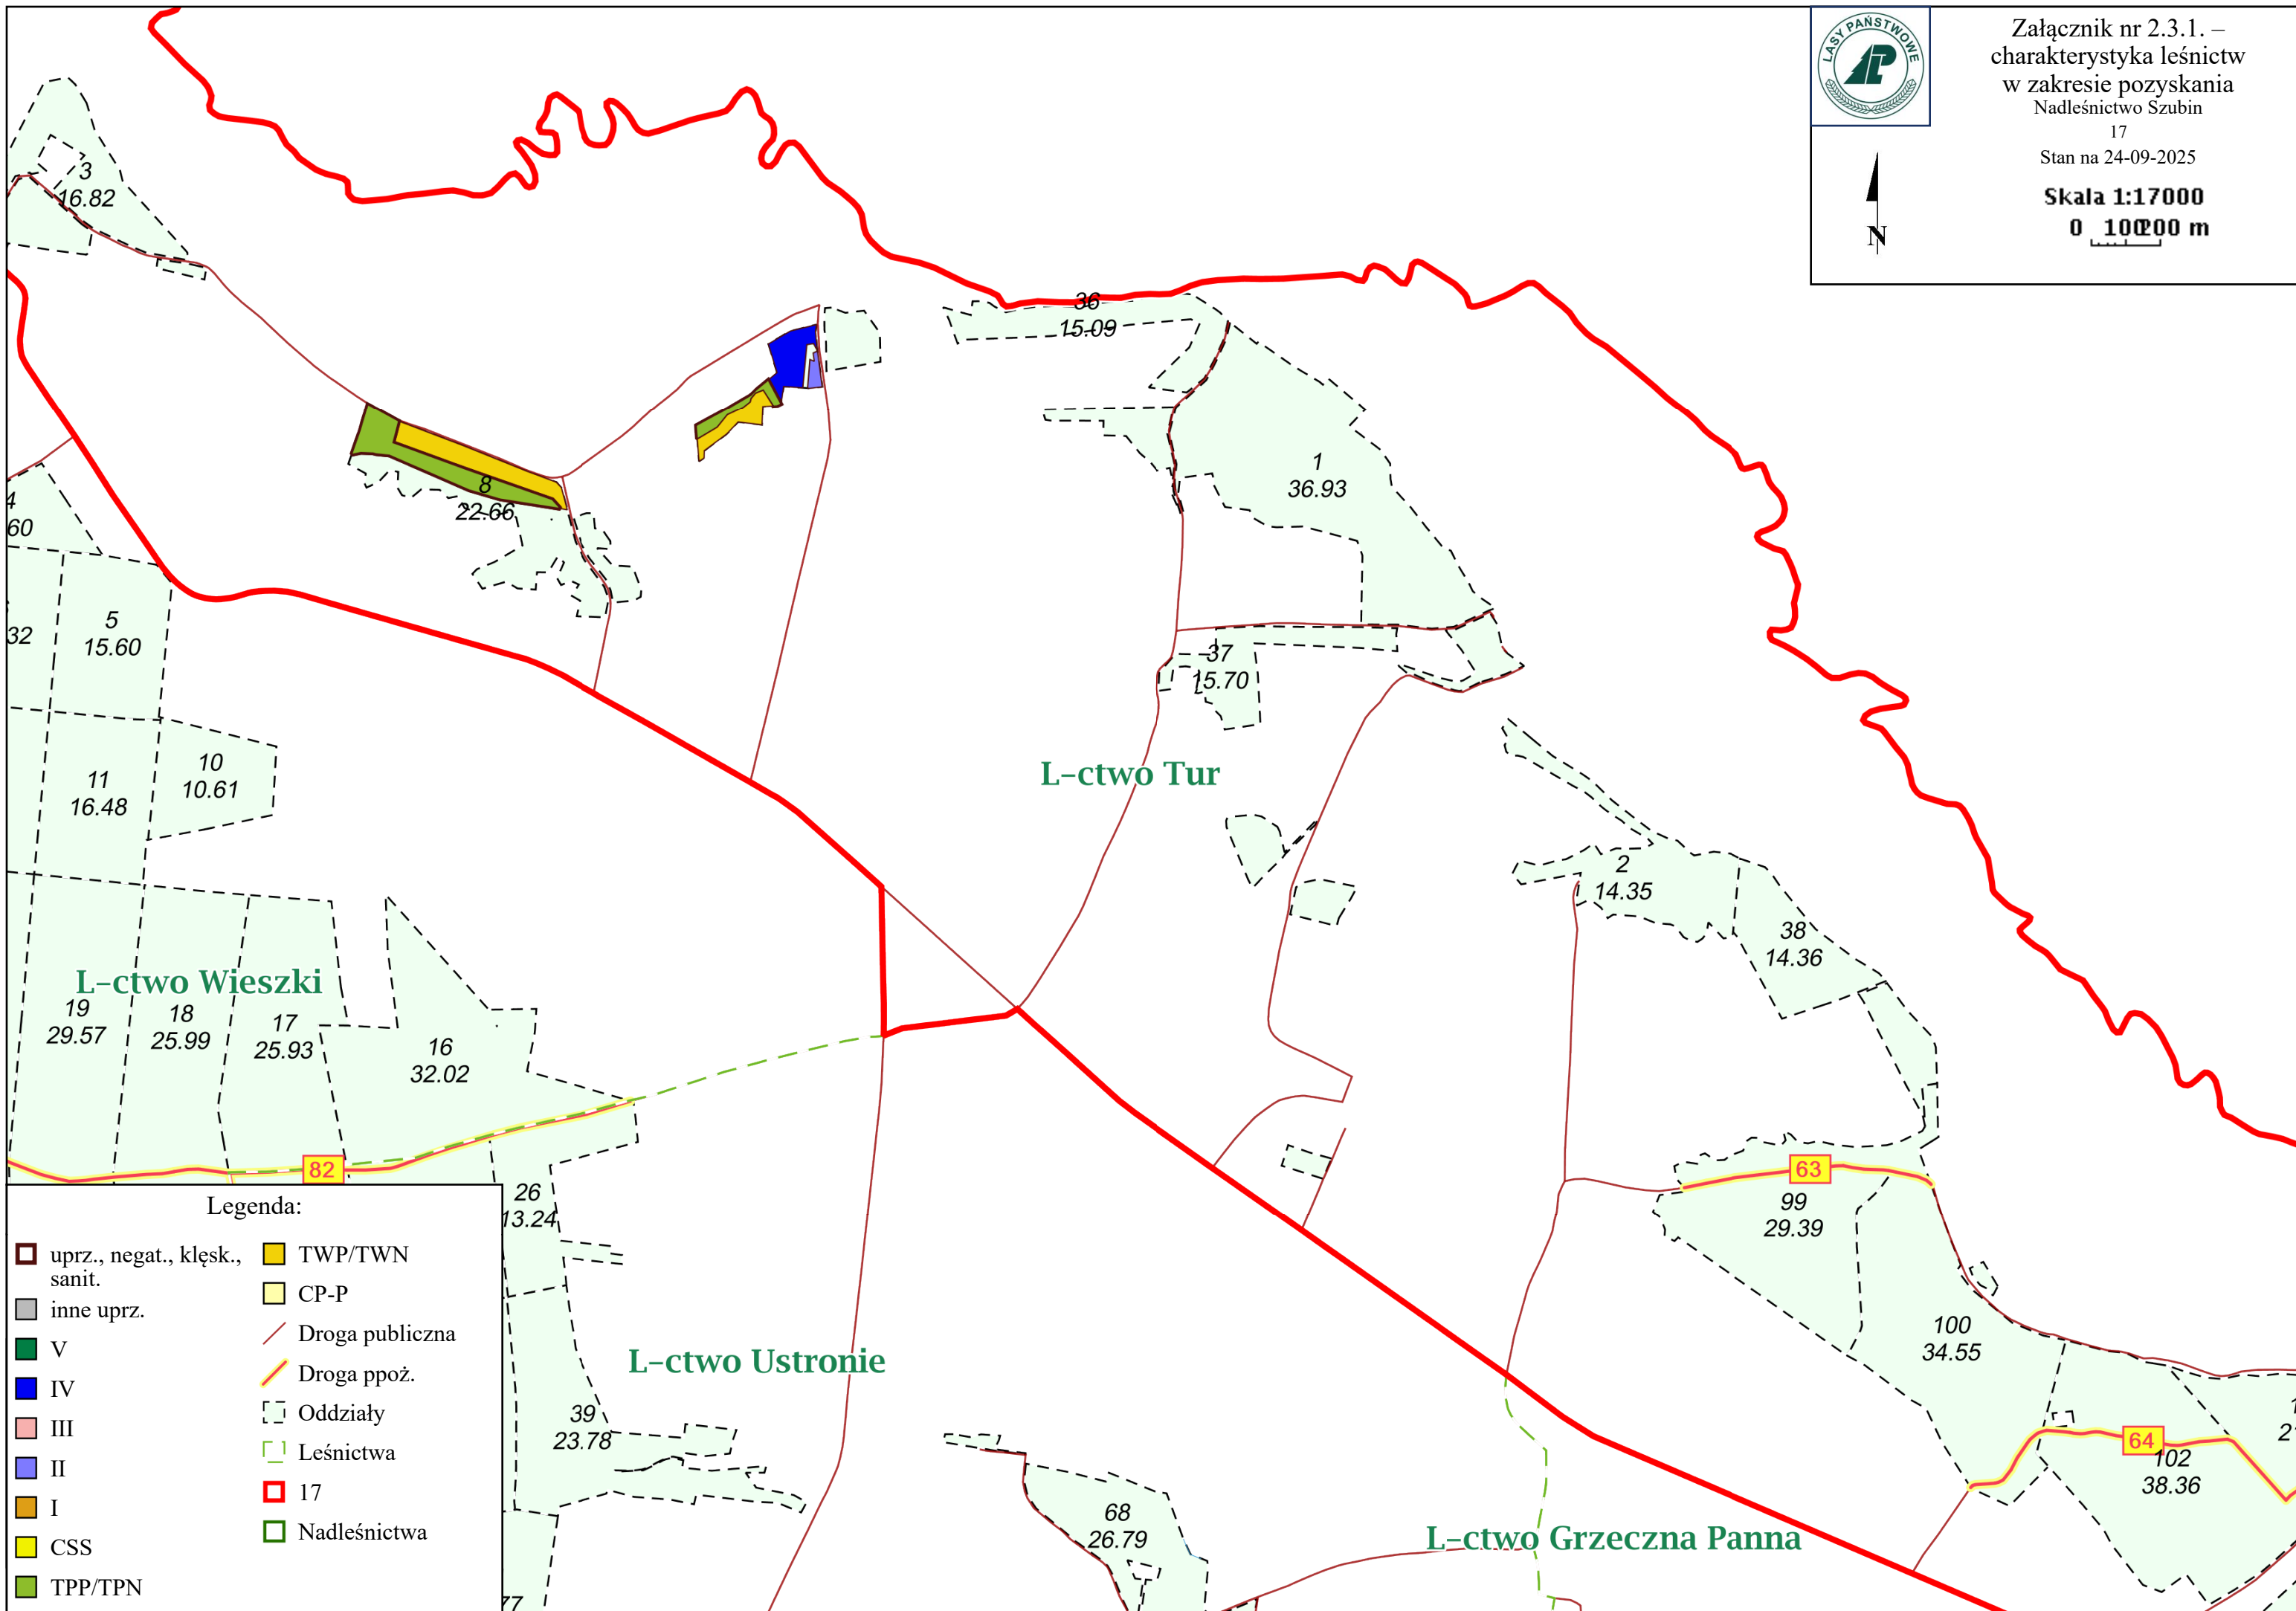 LASY PAŃSTWOWE
Załącznik nr 2.3.1. –
charakterystyka leśnictw
w zakresie pozyskania
Nadleśnictwo Szubin
17
Stan na 24-09-2025
N
Skala 1:17000
0 100 200 m
3
16.82
36
15.09
1
36.93
8
22.66
4
60
5
15.60
32
37
15.70
11
16.48
10
10.61
L-ctwo Tur
2
14.35
38
14.36
L-ctwo Wieszki
19
29.57
18
25.99
17
25.93
16
32.02
82
63
26
13.24
99
29.39
100
34.55
L-ctwo Ustronie
39
23.78
64
102
38.36
68
26.79
L-ctwo Grzeczna Panna
77
Legenda:
uprz., negat., klęsk.,
sanit.
inne uprz.
V
IV
III
II
I
CSS
TPP/TPN
TWP/TWN
CP-P
Droga publiczna
Droga ppoż.
Oddziały
Leśnictwa
17
Nadleśnictwa